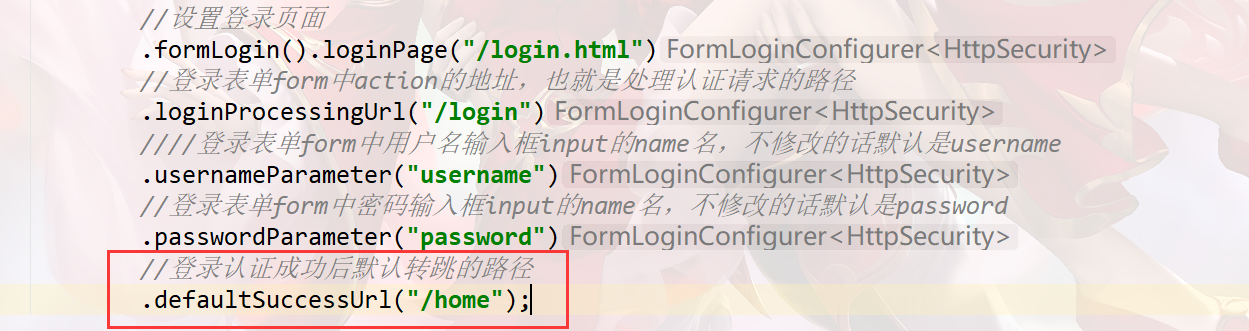 //设置登录页面
.formLogin().loginPage("/login.html") FormLoginConfigurer<HttpSecurity>
//登录表单form中action的地址，也就是处理认证请求的路径
.loginProcessingUrl("/login") FormLoginConfigurer<HttpSecurity>
////登录表单form中用户名输入框input的name名，不修改的话默认是username
.usernameParameter("username") FormLoginConfigurer<HttpSecurity>
//登录表单form中密码输入框input的name名，不修改的话默认是password
.passwordParameter("password") FormLoginConfigurer<HttpSecurity>
//登录认证成功后默认转跳的路径
.defaultSuccessUrl("/home");